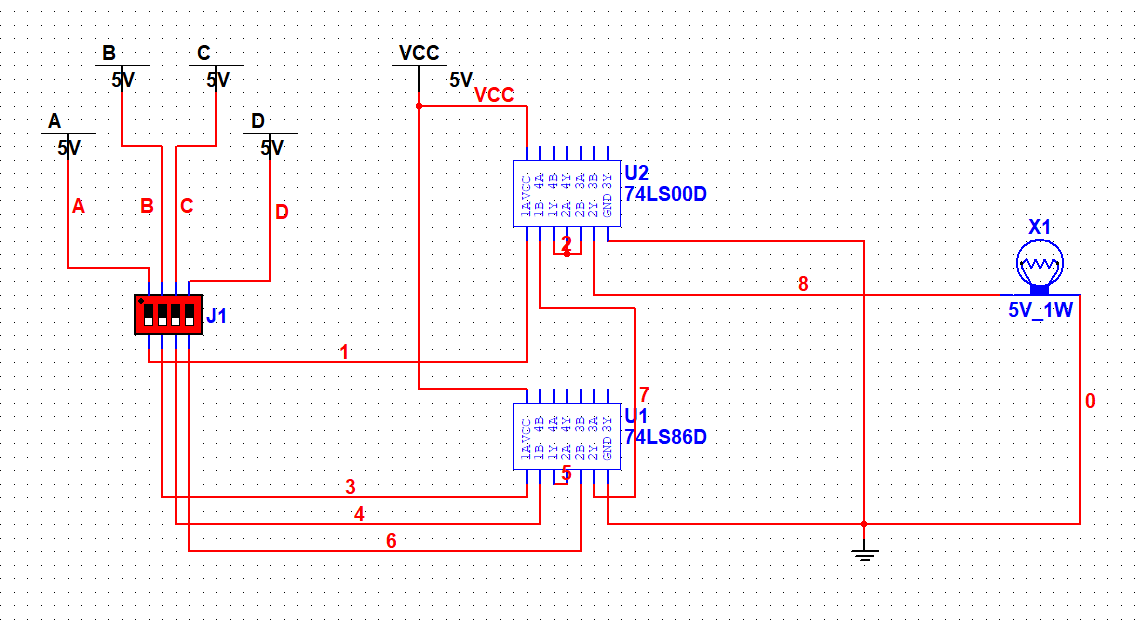 B
5V
C
5V
VCC
5V
VCC
A
5V
D
5V
A
B
C
D
U2
74LS00D
VCC 4A 4B 4Y 3A 3B 3Y
1A 1B 1Y 2A 2B 2Y GND
2
X1
5V_1W
8
J1
1
7
0
U1
74LS86D
VCC 4B 4A 4Y 3B 3A 3Y
1A 1B 1Y 2A 2B 2Y GND
5
3
4
6